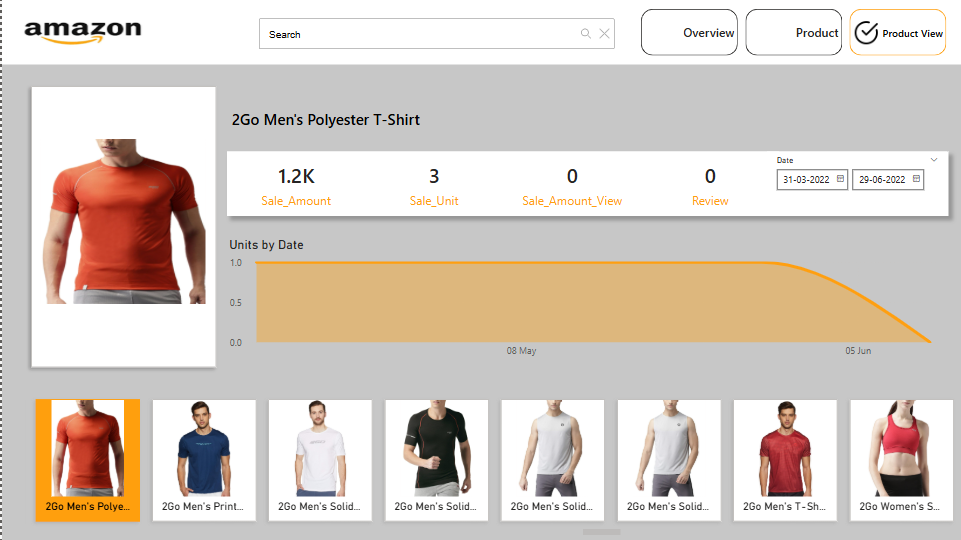 amazon
Search
Overview
Product
Product View
2Go Men's Polyester T-Shirt
1.2K
Sale_Amount
3
Sale_Unit
0
Sale_Amount_View
0
Review
Date
31-03-2022
29-06-2022
Units by Date
1.0
0.5
0.0
08 May
05 Jun
2Go Men's Polye...
2Go Men's Print...
2Go Men's Solid...
2Go Men's Solid...
2Go Men's Solid...
2Go Men's Solid...
2Go Men's T-Sh...
2Go Women's S...